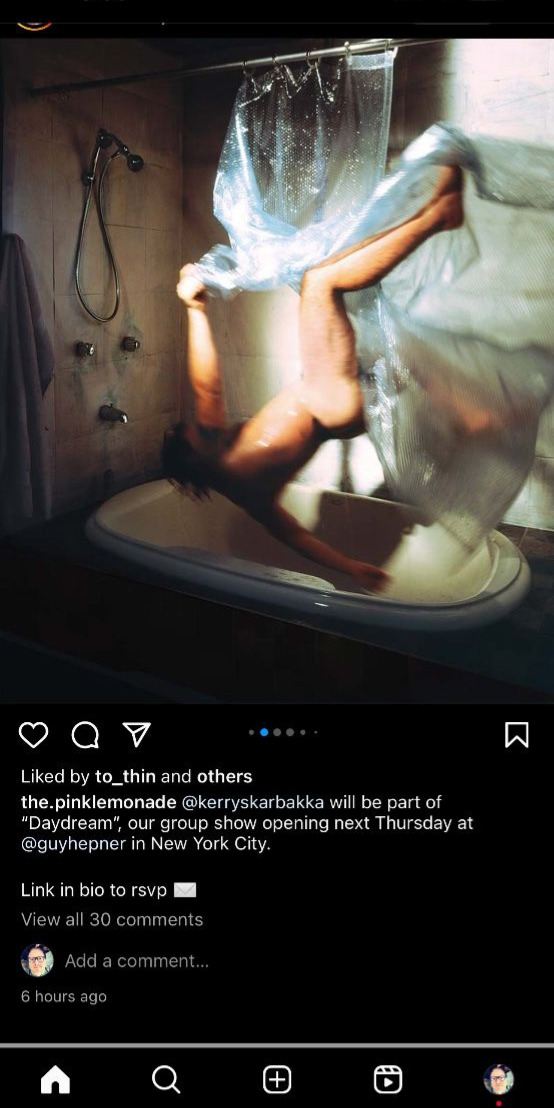 Liked by to_thin and others
the.pinklemonade @kerryskarbakka will be part of
“Daydream”, our group show opening next Thursday at
@guyhepner in New York City.
Link in bio to rsvp ✉️
View all 30 comments
Add a comment...
6 hours ago